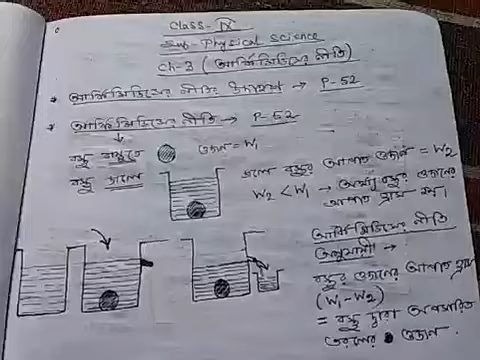 Class - IX
Sub - Physical Science
Ch-3 (আর্কিমিডিসের নীতি)
* আর্কিমিডিসের নীতির উদাহরণ → P-52
* আর্কিমিডিসের নীতি → P-52
বস্তু বায়ুতে
ওজন = W₁
বস্তু জলে
জলে বস্তুর আপাত ওজন = W₂
W₂ < W₁ → অর্থাৎ বস্তুর ওজনের
আপাত হ্রাস হয়।
আর্কিমিডিসের নীতি
অনুযায়ী →
বস্তুর ওজনের আপাত হ্রাস
(W₁-W₂)
= বস্তু দ্বারা অপসারিত
তরলের ওজন.